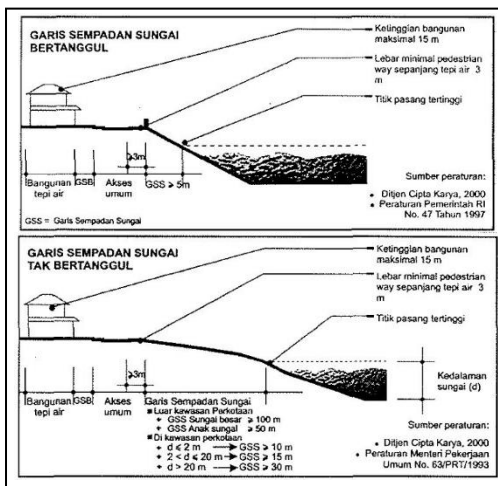 GARIS SEMPADAN SUNGAI
BERTANGGUL
Ketinggian bangunan
maksimal 15 m
Lebar minimal pedestrian
way sepanjang tepi air 3
m
Titik pasang tertinggi
≥3m
Bangunan
tepi air
GSB
Akses
umum
GSS ≥ 5m
GSS = Garis Sempadan Sungai
Sumber peraturan:
Ditjen Cipta Karya, 2000
Peraturan Pemerintah RI
No. 47 Tahun 1997
GARIS SEMPADAN SUNGAI
TAK BERTANGGUL
Ketinggian bangunan
maksimal 15 m
Lebar minimal pedestrian
way sepanjang tepi air 3
m
Titik pasang tertinggi
≥3m
Bangunan
tepi air
GSB
Akses
umum
Garis Sempadan Sungai
Luar kawasan Perkotaan
GSS Sungai besar ≥ 100 m
GSS Anak sungai ≥ 50 m
Di kawasan perkotaan
d ≤ 2 m → GSS ≥ 10 m
2 < d ≤ 20 m → GSS ≥ 15 m
d > 20 m → GSS ≥ 30 m
Kedalaman
sungai (d)
Sumber peraturan:
Ditjen Cipta Karya, 2000
Peraturan Menteri Pekerjaan
Umum No. 63/PRT/1993